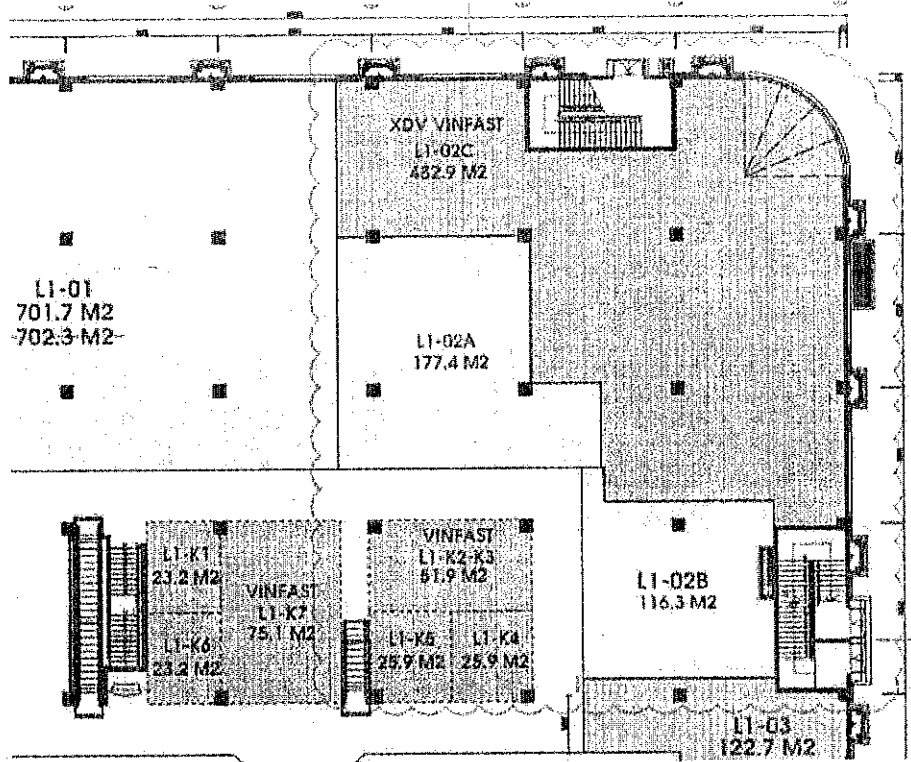 XDV VINFAST
L1-02C
482.9 M2
L1-01
701.7 M2
702.3 M2
L1-02A
177.4 M2
L1-K1
23.2 M2
L1-K6
23.2 M2
VINFAST
L1-K7
75.1 M2
VINFAST
L1-K2-K3
51.9 M2
L1-K5
25.9 M2
L1-K4
25.9 M2
L1-02B
116.3 M2
L1-03
122.7 M2